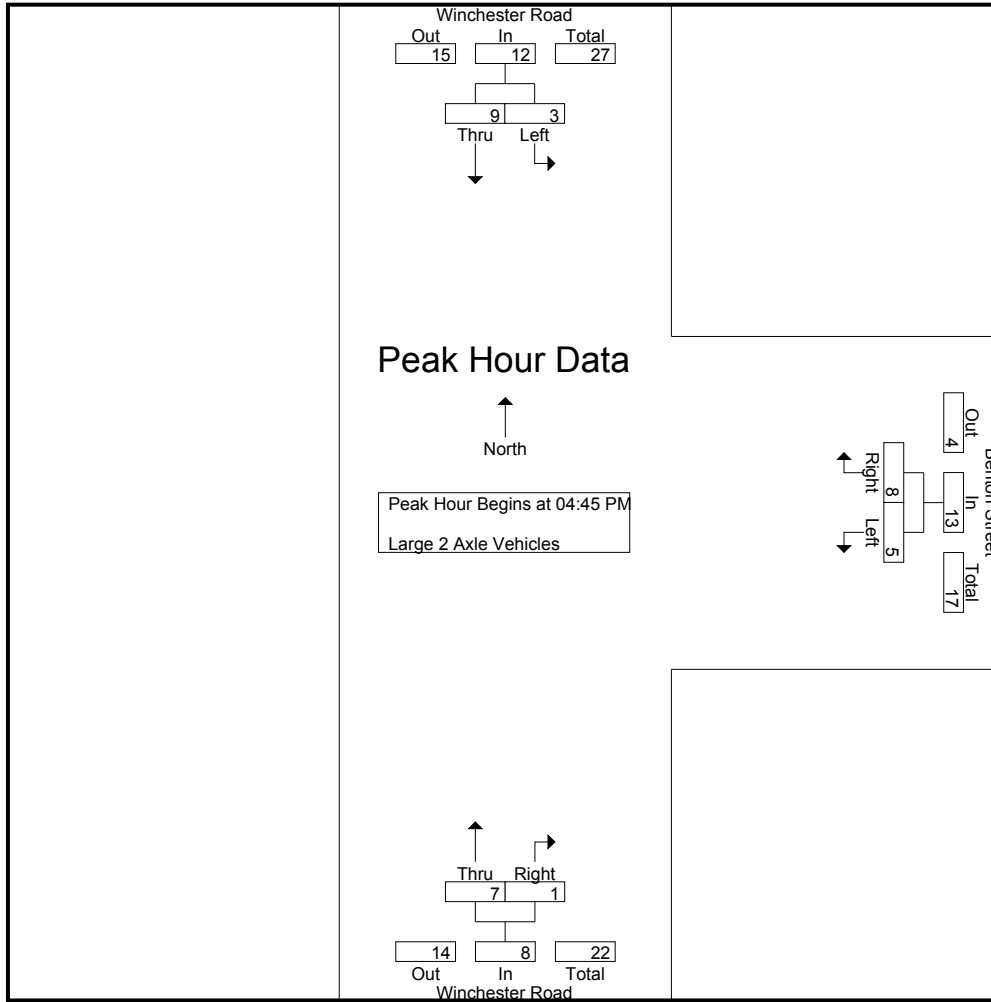 Winchester Road
Out In Total
15 12 27
9 3
Thru Left
Peak Hour Data
North
Peak Hour Begins at 04:45 PM
Large 2 Axle Vehicles
Street
Out In Total
4 13 17
Right Left
8 5
Thru Right
7 1
14 8 22
Out In Total
Winchester Road